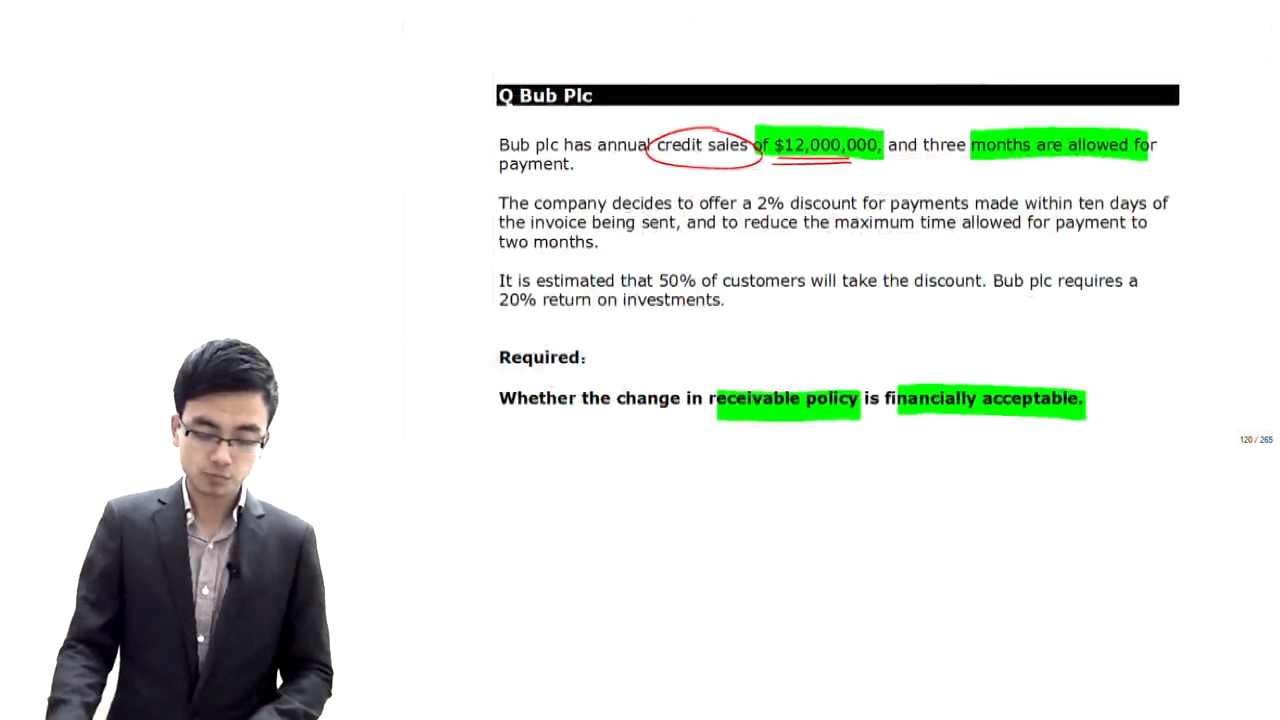 Q Bub Plc
Bub plc has annual credit sales of $12,000,000, and three months are allowed for
payment.
The company decides to offer a 2% discount for payments made within ten days of
the invoice being sent, and to reduce the maximum time allowed for payment to
two months.
It is estimated that 50% of customers will take the discount. Bub plc requires a
20% return on investments.
Required:
Whether the change in receivable policy is financially acceptable.
120 / 265